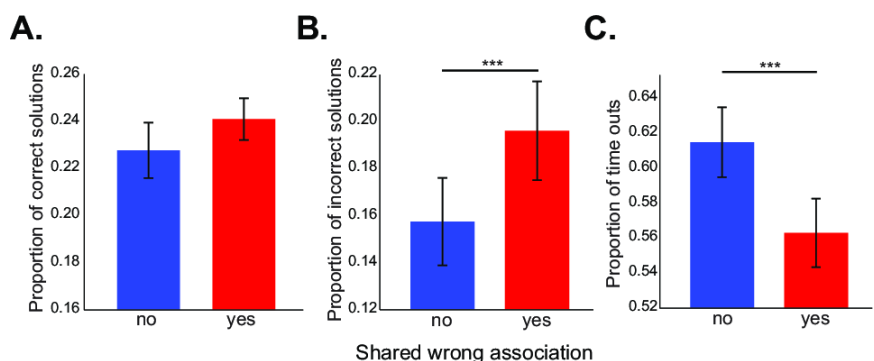 A.
Proportion of correct solutions
0.26
0.24
0.22
0.20
0.18
0.16
no yes
B.
Proportion of incorrect solutions
0.22
0.20
0.18
0.16
0.14
0.12
***
no yes
C.
Proportion of time outs
0.64
0.62
0.60
0.58
0.56
0.54
0.52
***
no yes
Shared wrong association